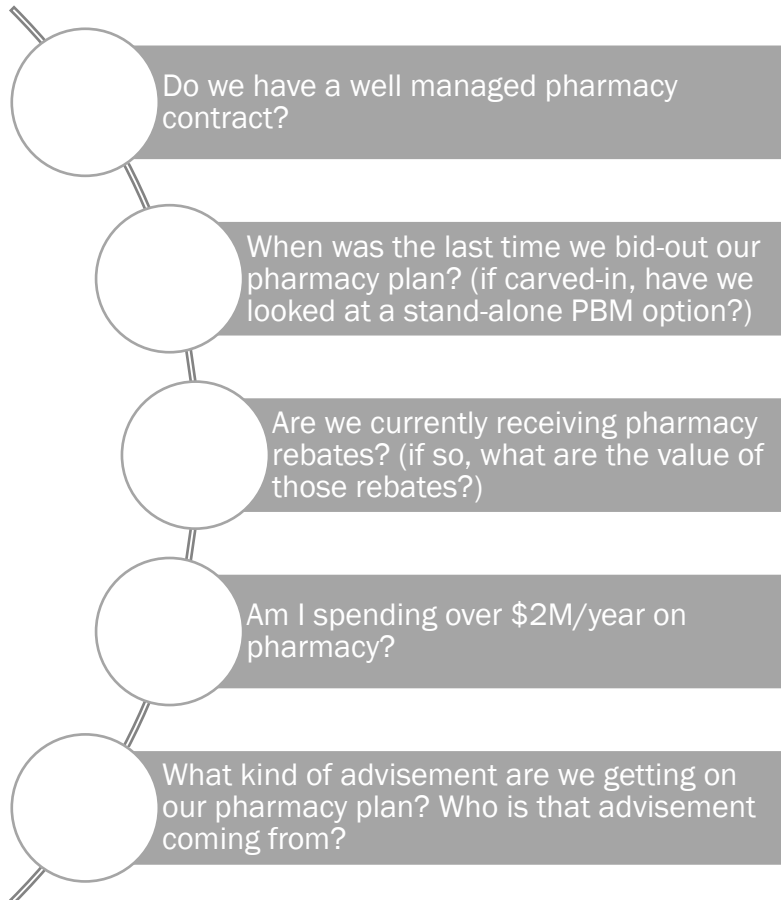 Do we have a well managed pharmacy
contract?
When was the last time we bid-out our
pharmacy plan? (if carved-in, have we
looked at a stand-alone PBM option?)
Are we currently receiving pharmacy
rebates? (if so, what are the value of
those rebates?)
Am I spending over $2M/year on
pharmacy?
What kind of advisement are we getting on
our pharmacy plan? Who is that advisement
coming from?